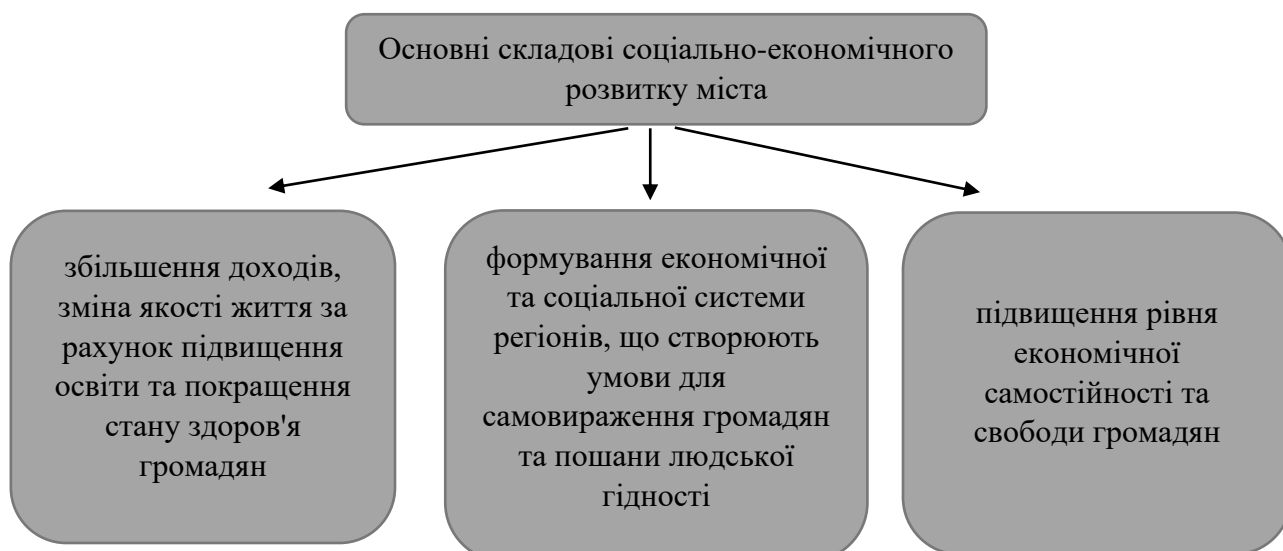 Основні складові соціально-економічного
розвитку міста
збільшення доходів,
зміна якості життя за
рахунок підвищення
освіти та покращення
стану здоров'я
громадян
формування економічної
та соціальної системи
регіонів, що створюють
умови для
самовираження громадян
та пошани людської
гідності
підвищення рівня
економічної
самостійності та
свободи громадян